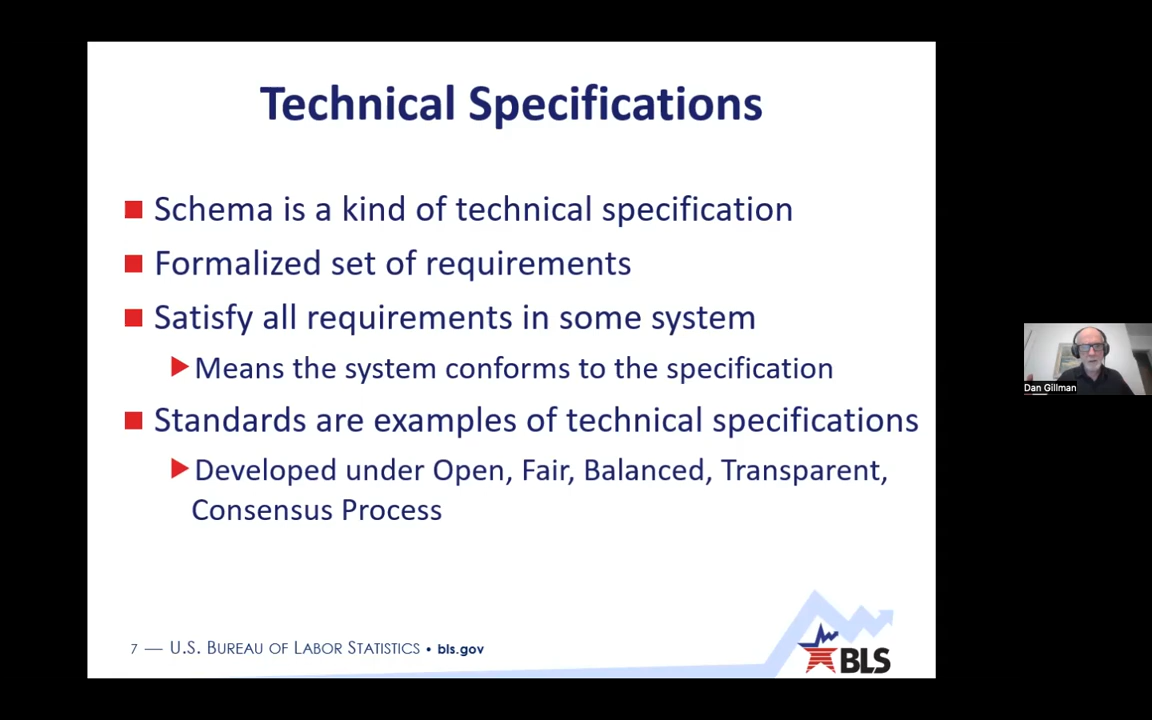 Technical Specifications
Schema is a kind of technical specification
Formalized set of requirements
Satisfy all requirements in some system
Means the system conforms to the specification
Standards are examples of technical specifications
Developed under Open, Fair, Balanced, Transparent,
Consensus Process
Dan Gillman
7 — U.S. BUREAU OF LABOR STATISTICS • bls.gov
BLS